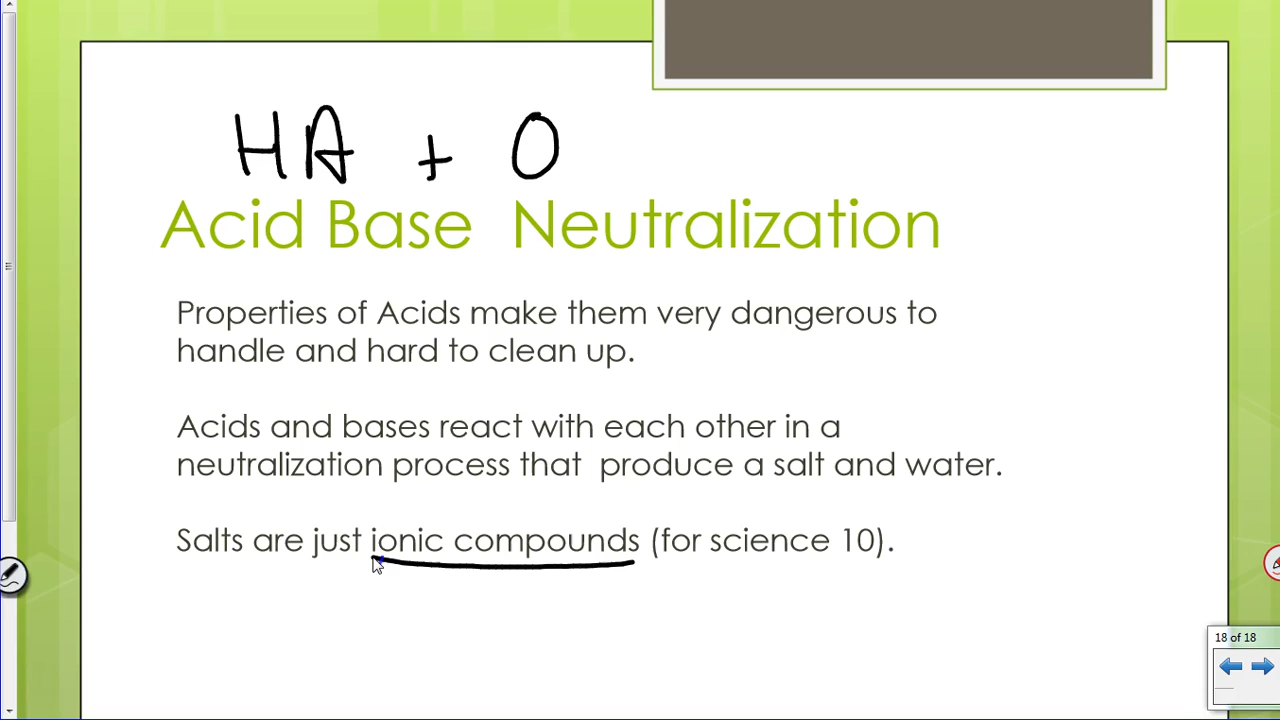 HA + O
Acid Base Neutralization
Properties of Acids make them very dangerous to
handle and hard to clean up.
Acids and bases react with each other in a
neutralization process that produce a salt and water.
Salts are just ionic compounds (for science 10).
18 of 18